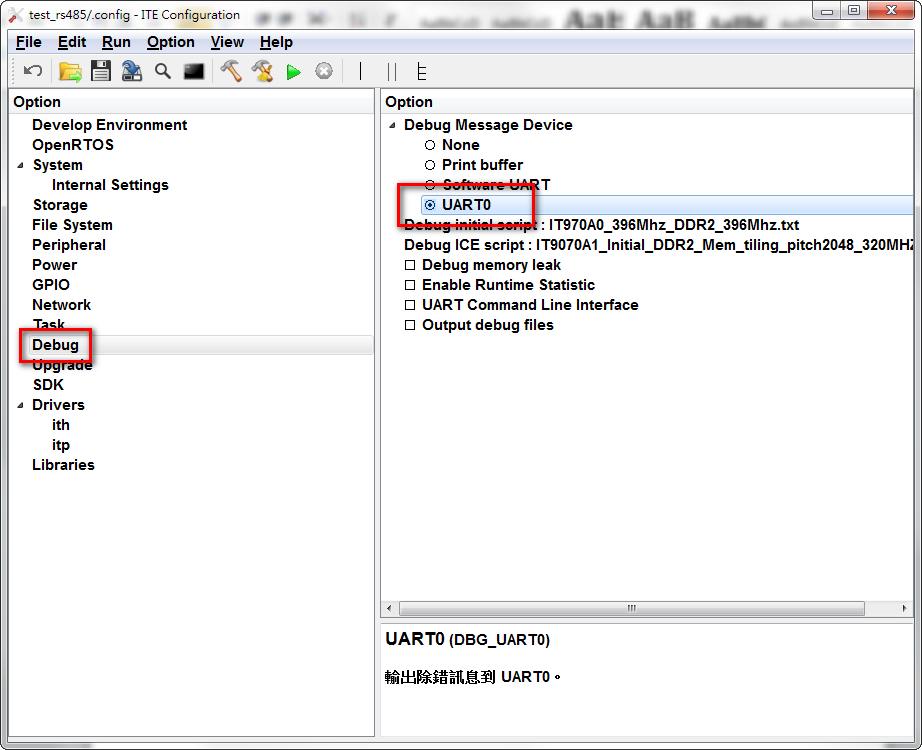 test_rs485/.config - ITE Configuration
File Edit Run Option View Help
Option
Develop Environment
OpenRTOS
System
Internal Settings
Storage
File System
Peripheral
Power
GPIO
Network
Task
Debug
Upgrade
SDK
Drivers
ith
itp
Libraries
Option
Debug Message Device
None
Print buffer
Software UART
UART0
Debug initial script : IT970A0_396Mhz_DDR2_396Mhz.txt
Debug ICE script : IT9070A1_Initial_DDR2_Mem_tiling_pitch2048_320MHZ
Debug memory leak
Enable Runtime Statistic
UART Command Line Interface
Output debug files
UART0 (DBG_UART0)
輸出除錯訊息到 UART0。